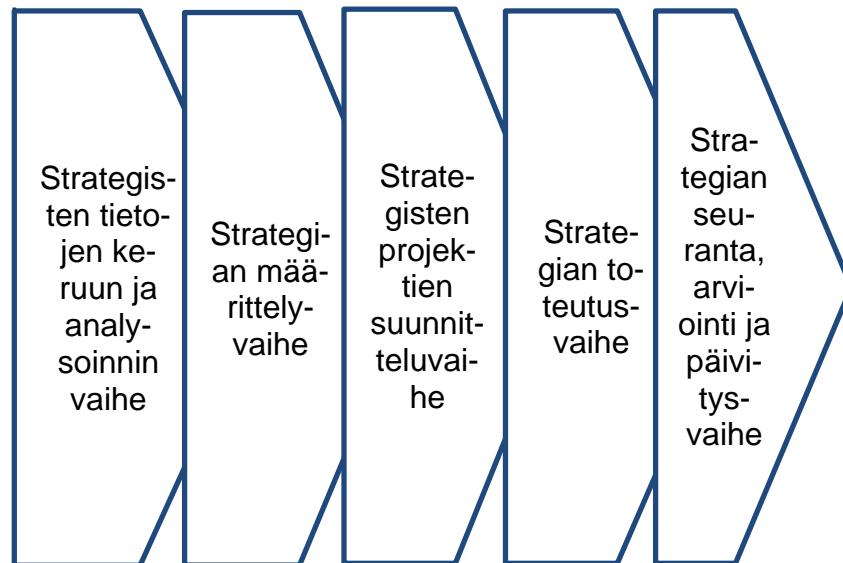 Strategis-
ten tieto-
jen ke-
ruun ja
analy-
soinnin
vaihe
Strategi-
an mää-
rittely-
vaihe
Strate-
gisten
projek-
tien
suunnit-
teluvai-
he
Strate-
gian to-
teutus-
vaihe
Stra-
tegian
seu-
ranta,
arvi-
ointi ja
päivi-
tys-
vaihe